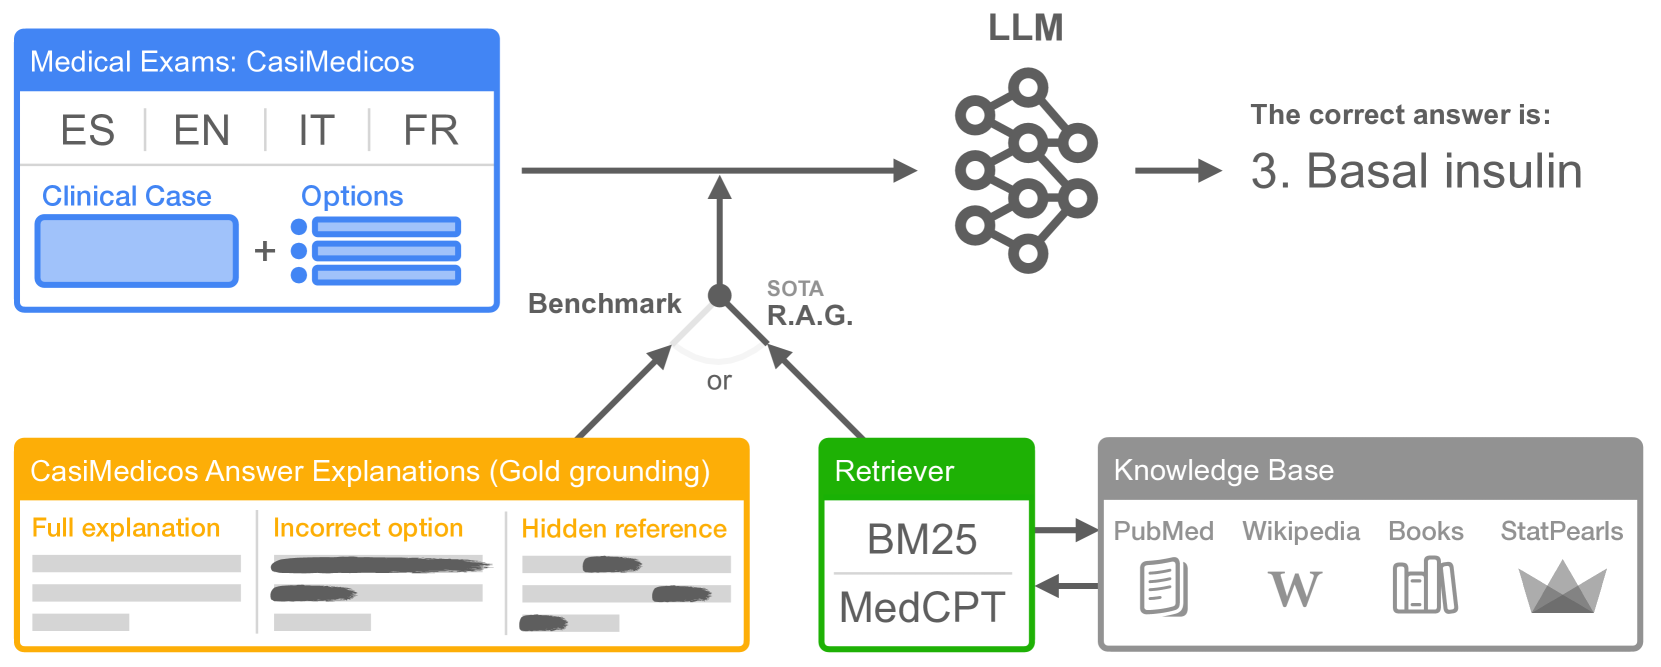 LLM
Medical Exams: CasiMedicos
ES EN IT FR
Clinical Case + Options
The correct answer is:
3. Basal insulin
Benchmark
SOTA
R.A.G.
or
CasiMedicos Answer Explanations (Gold grounding)
Full explanation Incorrect option Hidden reference
Retriever
BM25
MedCPT
Knowledge Base
PubMed Wikipedia Books StatPearls
W